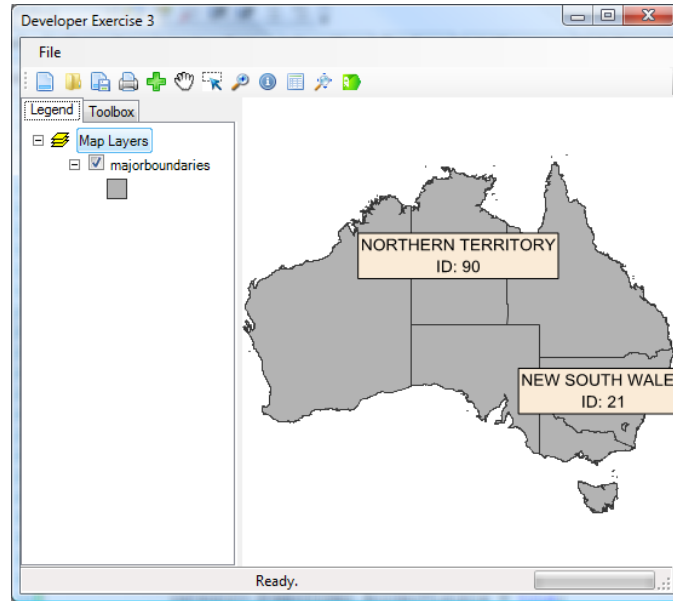 Developer Exercise 3
File
Legend Toolbox
Map Layers
majorboundaries
NORTHERN TERRITORY
ID: 90
NEW SOUTH WALE
ID: 21
Ready.